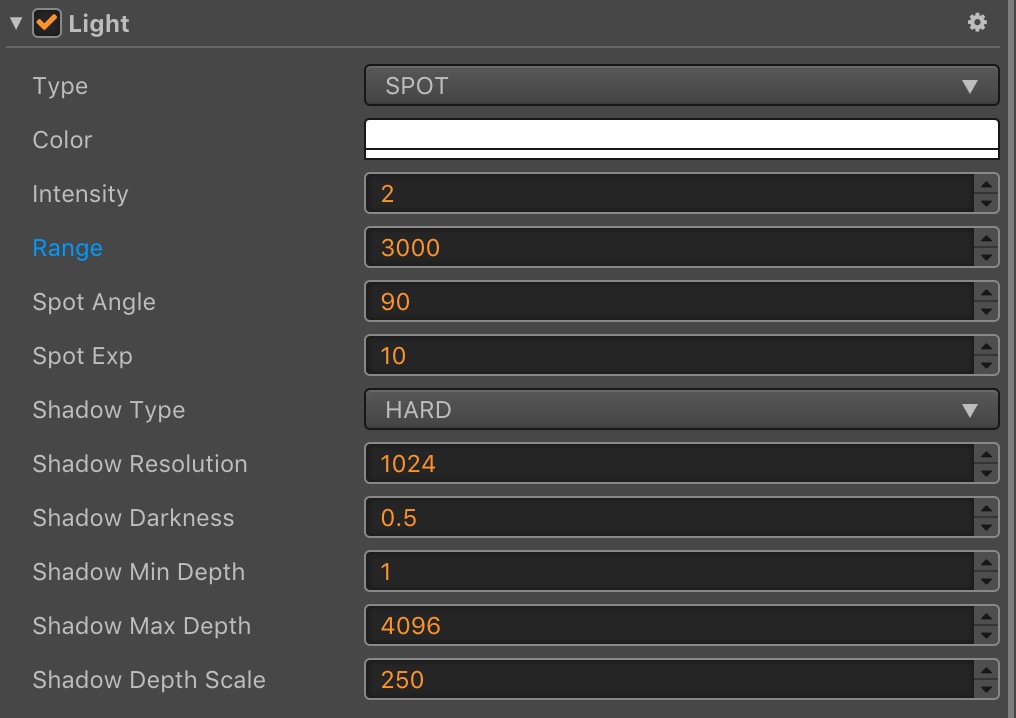 Light
Type SPOT
Color
Intensity 2
Range 3000
Spot Angle 90
Spot Exp 10
Shadow Type HARD
Shadow Resolution 1024
Shadow Darkness 0.5
Shadow Min Depth 1
Shadow Max Depth 4096
Shadow Depth Scale 250